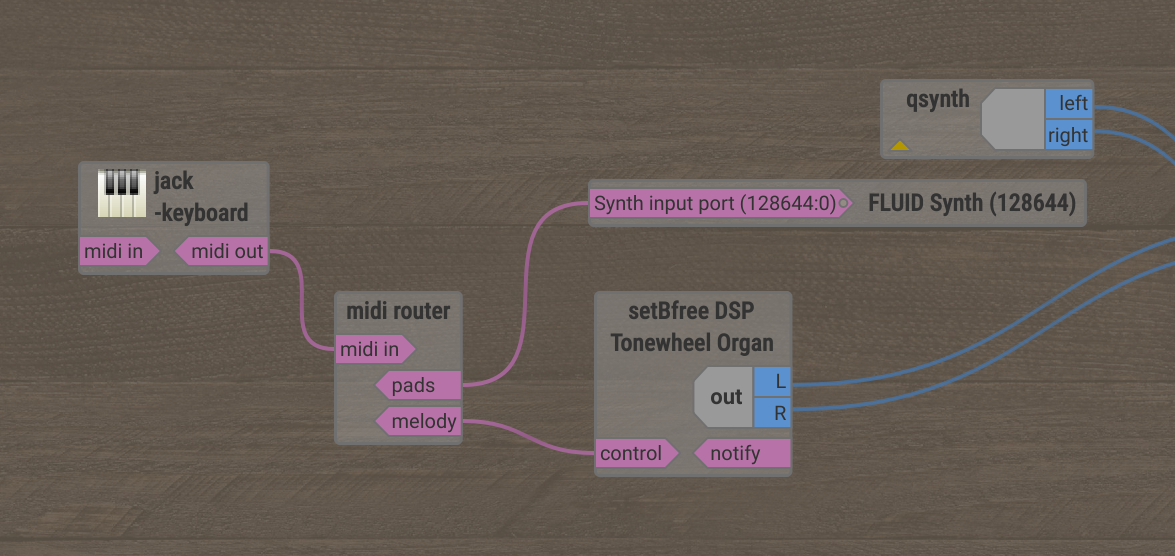 qsynth
left
right
jack
-keyboard
midi in
midi out
Synth input port (128644:0)
FLUID Synth (128644)
midi router
midi in
pads
melody
setBfree DSP
Tonewheel Organ
out
L
R
control
notify